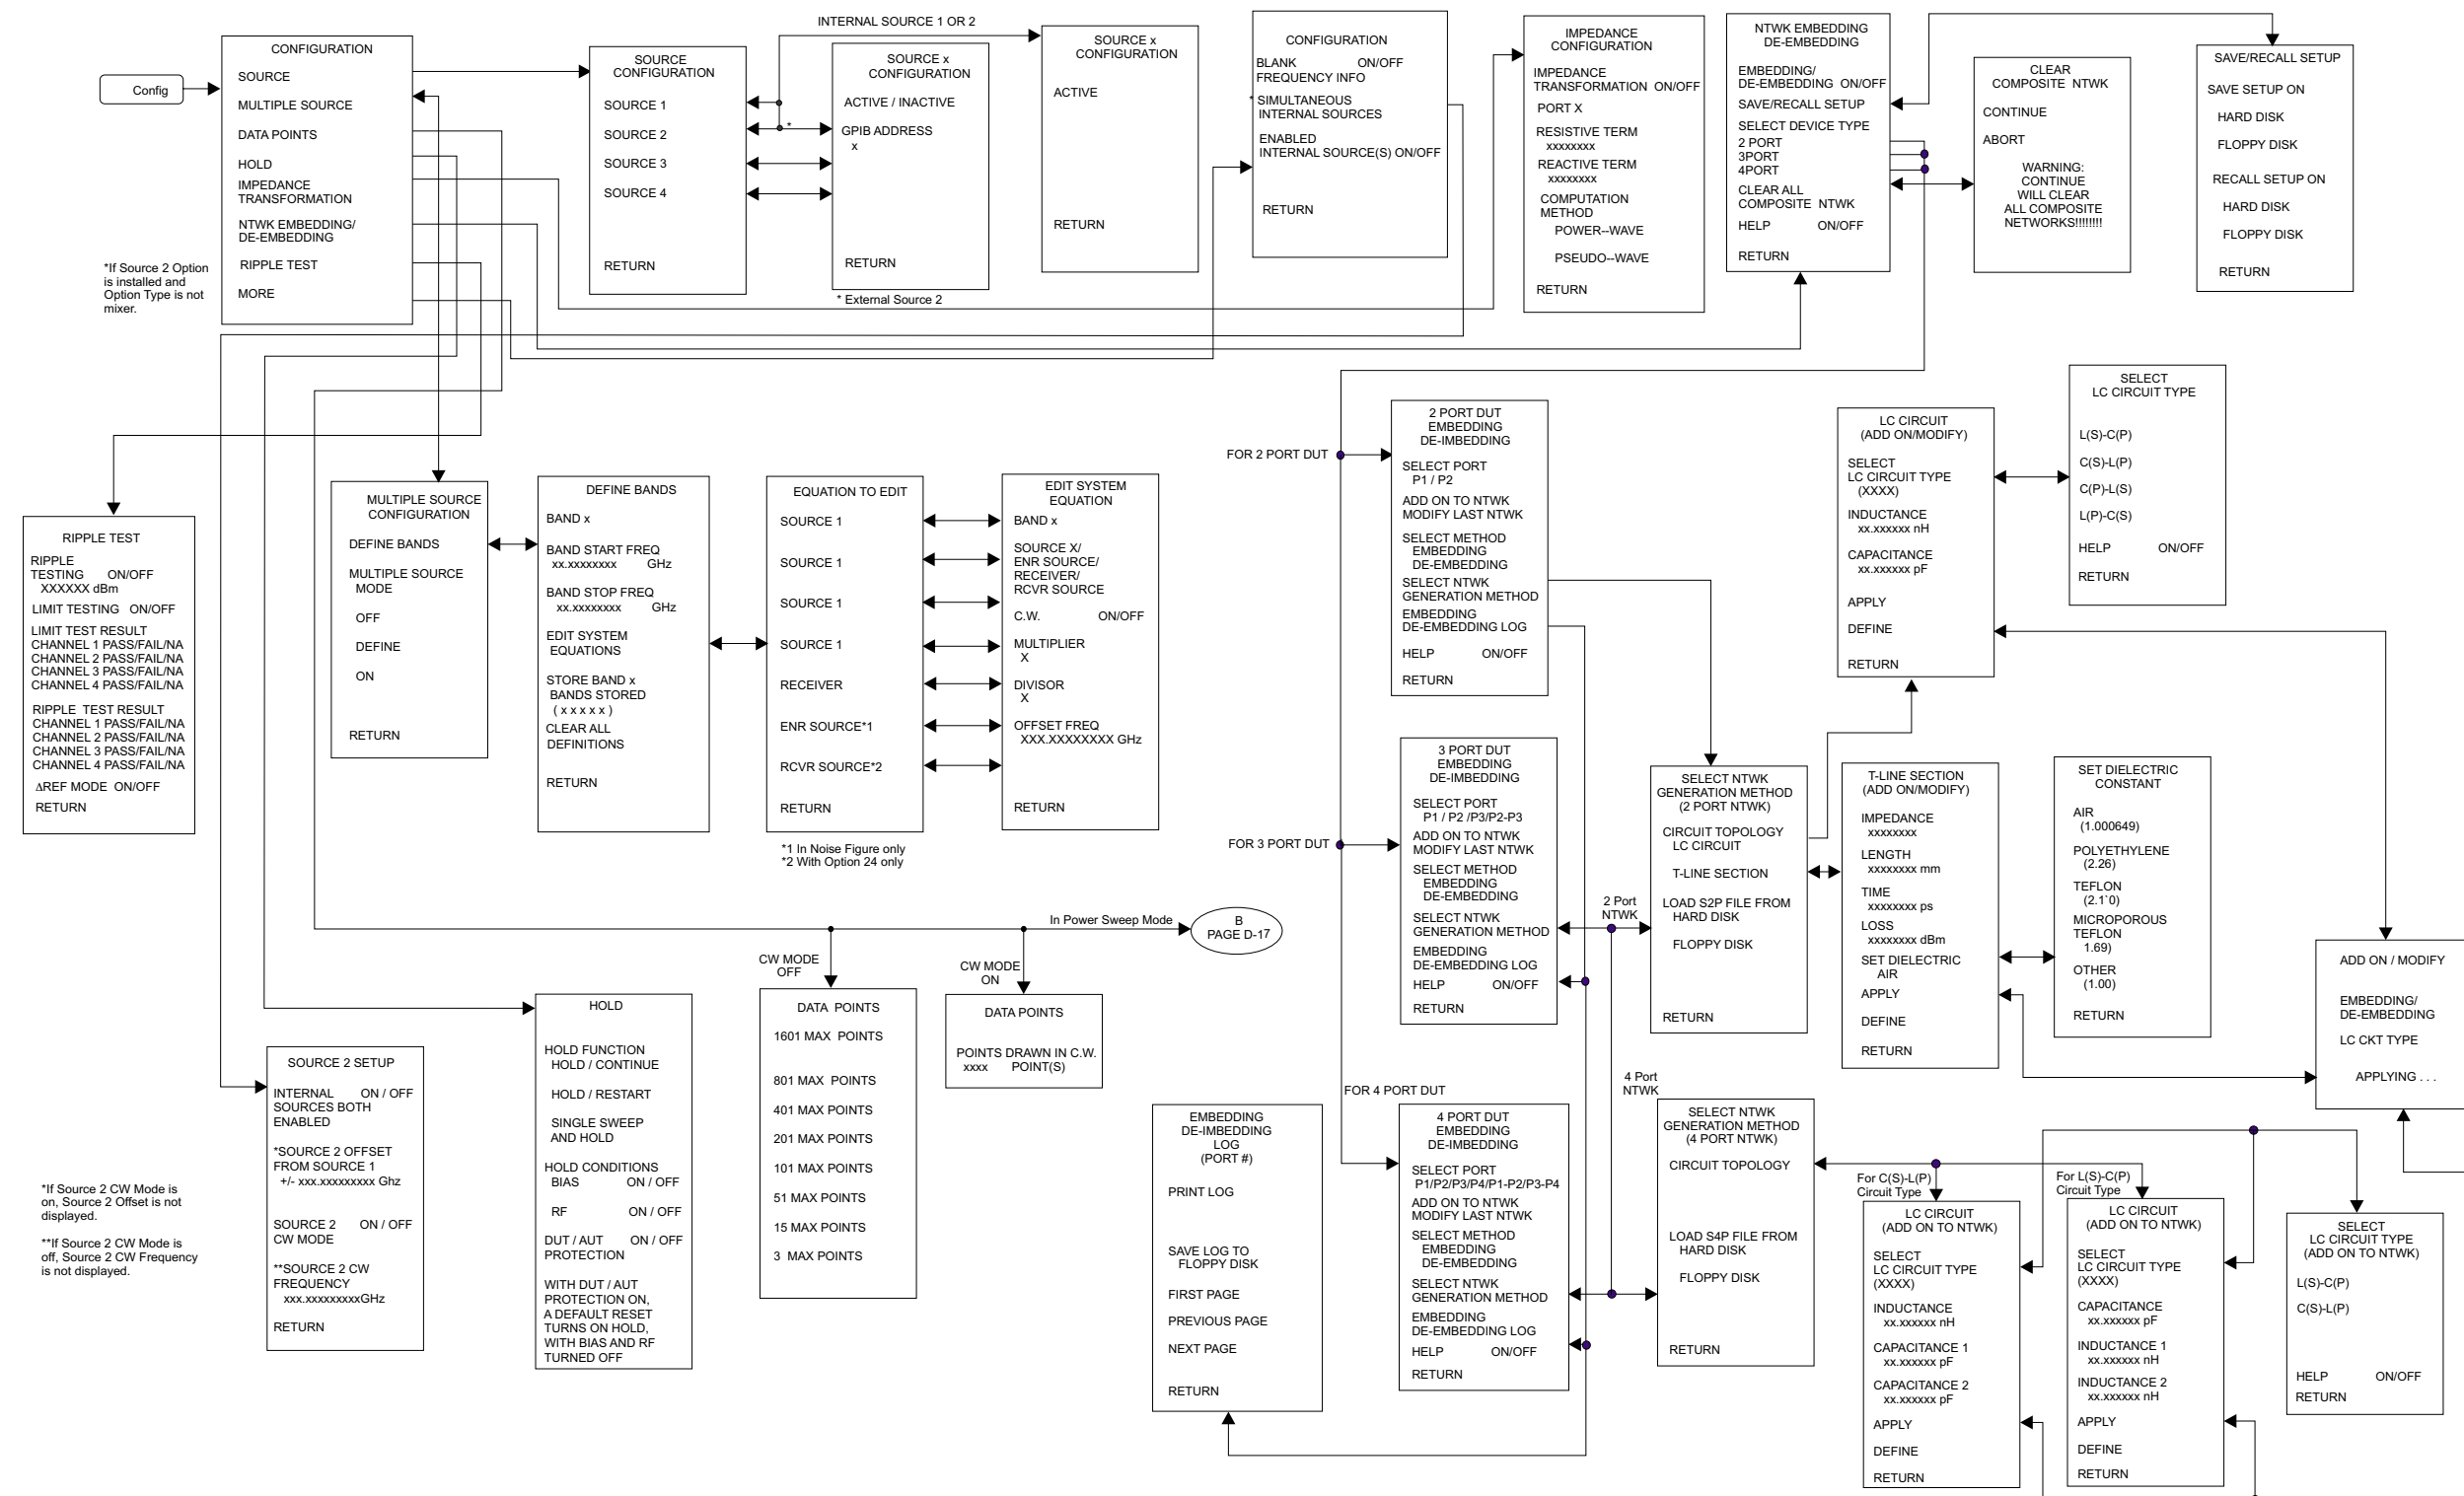 Config
CONFIGURATION
SOURCE
MULTIPLE SOURCE
DATA POINTS
HOLD
IMPEDANCE
TRANSFORMATION
NTWK EMBEDDING/
DE-EMBEDDING
RIPPLE TEST
MORE
*If Source 2 Option
is installed and
Option Type is not
mixer.
SOURCE
CONFIGURATION
SOURCE 1
SOURCE 2
SOURCE 3
SOURCE 4
RETURN
INTERNAL SOURCE 1 OR 2
*
SOURCE x
CONFIGURATION
ACTIVE / INACTIVE
GPIB ADDRESS
x
RETURN
* External Source 2
SOURCE x
CONFIGURATION
ACTIVE
RETURN
CONFIGURATION
BLANK ON/OFF
FREQUENCY INFO
* SIMULTANEOUS
INTERNAL SOURCES
ENABLED
INTERNAL SOURCE(S) ON/OFF
RETURN
IMPEDANCE
CONFIGURATION
IMPEDANCE
TRANSFORMATION ON/OFF
PORT X
RESISTIVE TERM
xxxxxxxx
REACTIVE TERM
xxxxxxxx
COMPUTATION
METHOD
POWER--WAVE
PSEUDO--WAVE
RETURN
NTWK EMBEDDING
DE-EMBEDDING
EMBEDDING/
DE-EMBEDDING ON/OFF
SAVE/RECALL SETUP
SELECT DEVICE TYPE
2 PORT
3PORT
4PORT
CLEAR ALL
COMPOSITE NTWK
HELP ON/OFF
RETURN
CLEAR
COMPOSITE NTWK
CONTINUE
ABORT
WARNING:
CONTINUE
WILL CLEAR
ALL COMPOSITE
NETWORKS!!!!!!!!
SAVE/RECALL SETUP
SAVE SETUP ON
HARD DISK
FLOPPY DISK
RECALL SETUP ON
HARD DISK
FLOPPY DISK
RETURN
RIPPLE TEST
RIPPLE
TESTING ON/OFF
XXXXXX dBm
LIMIT TESTING ON/OFF
LIMIT TEST RESULT
CHANNEL 1 PASS/FAIL/NA
CHANNEL 2 PASS/FAIL/NA
CHANNEL 3 PASS/FAIL/NA
CHANNEL 4 PASS/FAIL/NA
RIPPLE TEST RESULT
CHANNEL 1 PASS/FAIL/NA
CHANNEL 2 PASS/FAIL/NA
CHANNEL 3 PASS/FAIL/NA
CHANNEL 4 PASS/FAIL/NA
ΔREF MODE ON/OFF
RETURN
MULTIPLE SOURCE
CONFIGURATION
DEFINE BANDS
MULTIPLE SOURCE
MODE
OFF
DEFINE
ON
RETURN
DEFINE BANDS
BAND x
BAND START FREQ
xx.xxxxxxxx GHz
BAND STOP FREQ
xx.xxxxxxxx GHz
EDIT SYSTEM
EQUATIONS
STORE BAND x
BANDS STORED
( x x x x x )
CLEAR ALL
DEFINITIONS
RETURN
EQUATION TO EDIT
SOURCE 1
SOURCE 1
SOURCE 1
SOURCE 1
RECEIVER
ENR SOURCE*1
RCVR SOURCE*2
RETURN
*1 In Noise Figure only
*2 With Option 24 only
EDIT SYSTEM
EQUATION
BAND x
SOURCE X/
ENR SOURCE/
RECEIVER/
RCVR SOURCE
C.W. ON/OFF
MULTIPLIER
X
DIVISOR
X
OFFSET FREQ
XXX.XXXXXXXX GHz
RETURN
In Power Sweep Mode
B
PAGE D-17
CW MODE
OFF
CW MODE
ON
SOURCE 2 SETUP
INTERNAL ON / OFF
SOURCES BOTH
ENABLED
*SOURCE 2 OFFSET
FROM SOURCE 1
+/- xxx.xxxxxxxxx Ghz
SOURCE 2 ON / OFF
CW MODE
**SOURCE 2 CW
FREQUENCY
xxx.xxxxxxxxxGHz
RETURN
*If Source 2 CW Mode is
on, Source 2 Offset is not
displayed.
**If Source 2 CW Mode is
off, Source 2 CW Frequency
is not displayed.
HOLD
HOLD FUNCTION
HOLD / CONTINUE
HOLD / RESTART
SINGLE SWEEP
AND HOLD
HOLD CONDITIONS
BIAS ON / OFF
RF ON / OFF
DUT / AUT ON / OFF
PROTECTION
WITH DUT / AUT
PROTECTION ON,
A DEFAULT RESET
TURNS ON HOLD,
WITH BIAS AND RF
TURNED OFF
DATA POINTS
1601 MAX POINTS
801 MAX POINTS
401 MAX POINTS
201 MAX POINTS
101 MAX POINTS
51 MAX POINTS
15 MAX POINTS
3 MAX POINTS
DATA POINTS
POINTS DRAWN IN C.W.
xxxx POINT(S)
FOR 2 PORT DUT
2 PORT DUT
EMBEDDING
DE-IMBEDDING
SELECT PORT
P1 / P2
ADD ON TO NTWK
MODIFY LAST NTWK
SELECT METHOD
EMBEDDING
DE-EMBEDDING
SELECT NTWK
GENERATION METHOD
EMBEDDING
DE-EMBEDDING LOG
HELP ON/OFF
RETURN
FOR 3 PORT DUT
3 PORT DUT
EMBEDDING
DE-IMBEDDING
SELECT PORT
P1 / P2 /P3/P2-P3
ADD ON TO NTWK
MODIFY LAST NTWK
SELECT METHOD
EMBEDDING
DE-EMBEDDING
SELECT NTWK
GENERATION METHOD
EMBEDDING
DE-EMBEDDING LOG
HELP ON/OFF
RETURN
FOR 4 PORT DUT
4 PORT DUT
EMBEDDING
DE-IMBEDDING
SELECT PORT
P1/P2/P3/P4/P1-P2/P3-P4
ADD ON TO NTWK
MODIFY LAST NTWK
SELECT METHOD
EMBEDDING
DE-EMBEDDING
SELECT NTWK
GENERATION METHOD
EMBEDDING
DE-EMBEDDING LOG
HELP ON/OFF
RETURN
EMBEDDING
DE-IMBEDDING
LOG
(PORT #)
PRINT LOG
SAVE LOG TO
FLOPPY DISK
FIRST PAGE
PREVIOUS PAGE
NEXT PAGE
RETURN
2 Port
NTWK
SELECT NTWK
GENERATION METHOD
(2 PORT NTWK)
CIRCUIT TOPOLOGY
LC CIRCUIT
T-LINE SECTION
LOAD S2P FILE FROM
HARD DISK
FLOPPY DISK
RETURN
4 Port
NTWK
SELECT NTWK
GENERATION METHOD
(4 PORT NTWK)
CIRCUIT TOPOLOGY
LOAD S4P FILE FROM
HARD DISK
FLOPPY DISK
RETURN
LC CIRCUIT
(ADD ON/MODIFY)
SELECT
LC CIRCUIT TYPE
(XXXX)
INDUCTANCE
xx.xxxxxx nH
CAPACITANCE
xx.xxxxxx pF
APPLY
DEFINE
RETURN
SELECT
LC CIRCUIT TYPE
L(S)-C(P)
C(S)-L(P)
C(P)-L(S)
L(P)-C(S)
HELP ON/OFF
RETURN
T-LINE SECTION
(ADD ON/MODIFY)
IMPEDANCE
xxxxxxxx
LENGTH
xxxxxxxx mm
TIME
xxxxxxxx ps
LOSS
xxxxxxxx dBm
SET DIELECTRIC
AIR
APPLY
DEFINE
RETURN
SET DIELECTRIC
CONSTANT
AIR
(1.000649)
POLYETHYLENE
(2.26)
TEFLON
(2.1`0)
MICROPOROUS
TEFLON
1.69)
OTHER
(1.00)
RETURN
ADD ON / MODIFY
EMBEDDING/
DE-EMBEDDING
LC CKT TYPE
APPLYING . . .
For C(S)-L(P)
Circuit Type
LC CIRCUIT
(ADD ON TO NTWK)
SELECT
LC CIRCUIT TYPE
(XXXX)
INDUCTANCE
xx.xxxxxx nH
CAPACITANCE 1
xx.xxxxxx pF
CAPACITANCE 2
xx.xxxxxx pF
APPLY
DEFINE
RETURN
For L(S)-C(P)
Circuit Type
LC CIRCUIT
(ADD ON TO NTWK)
SELECT
LC CIRCUIT TYPE
(XXXX)
CAPACITANCE
xx.xxxxxx pF
INDUCTANCE 1
xx.xxxxxx nH
INDUCTANCE 2
xx.xxxxxx nH
APPLY
DEFINE
RETURN
SELECT
LC CIRCUIT TYPE
(ADD ON TO NTWK)
L(S)-C(P)
C(S)-L(P)
HELP ON/OFF
RETURN